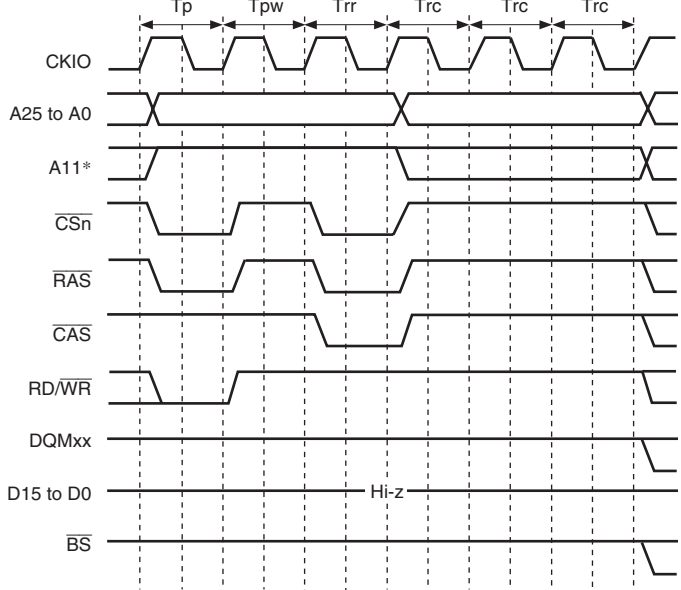 Tp Tpw Trr Trc Trc Trc
CKIO
A25 to A0
A11*
CSn
RAS
CAS
RD/WR
DQMxx
D15 to D0 Hi-z
BS